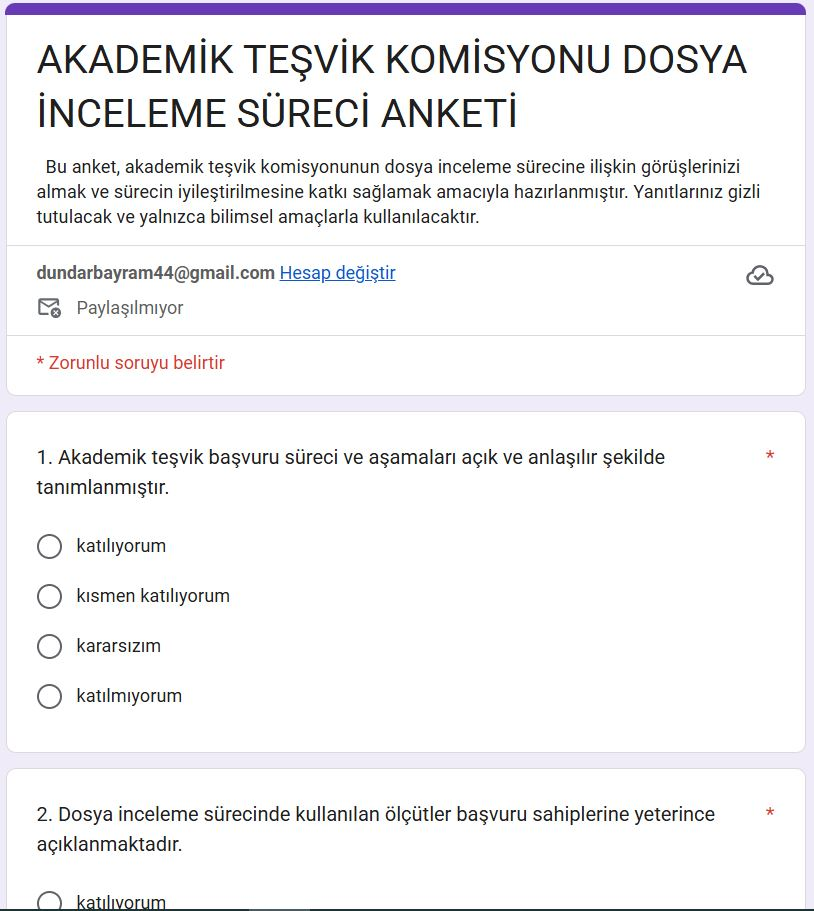 AKADEMİK TEŞVİK KOMİSYONU DOSYA
İNCELEME SÜRECİ ANKETİ
Bu anket, akademik teşvik komisyonunun dosya inceleme sürecine ilişkin görüşlerinizi
almak ve sürecin iyileştirilmesine katkı sağlamak amacıyla hazırlanmıştır. Yanıtlarınız gizli
tutulacak ve yalnızca bilimsel amaçlarla kullanılacaktır.
dundarbayram44@gmail.com Hesap değiştir
Paylaşılmıyor
* Zorunlu soruyu belirtir
1. Akademik teşvik başvuru süreci ve aşamaları açık ve anlaşılır şekilde *
tanımlanmıştır.
katılıyorum
kısmen katılıyorum
kararsızım
katılmıyorum
2. Dosya inceleme sürecinde kullanılan ölçütler başvuru sahiplerine yeterince *
açıklanmaktadır.
katılıyorum